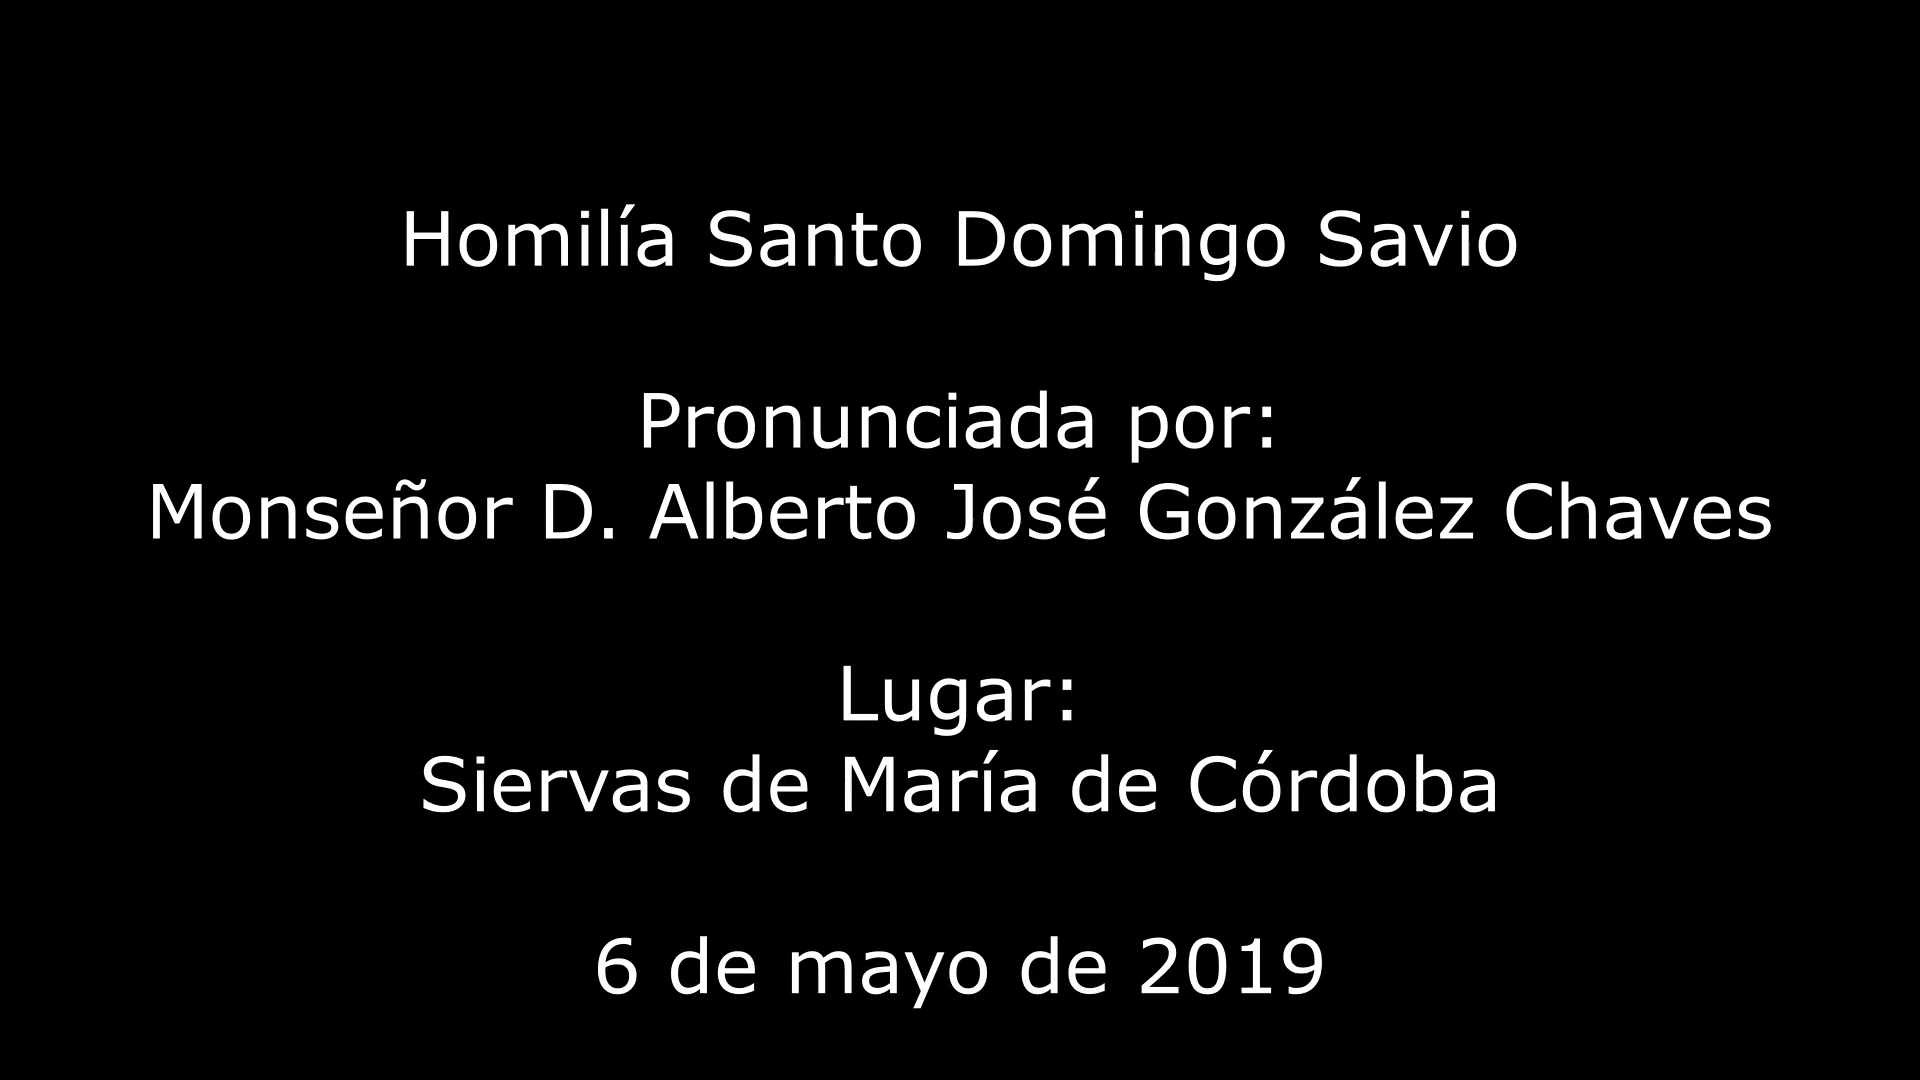 Homilía Santo Domingo Savio
Pronunciada por:
Monseñor D. Alberto José González Chaves
Lugar:
Siervas de María de Córdoba
6 de mayo de 2019